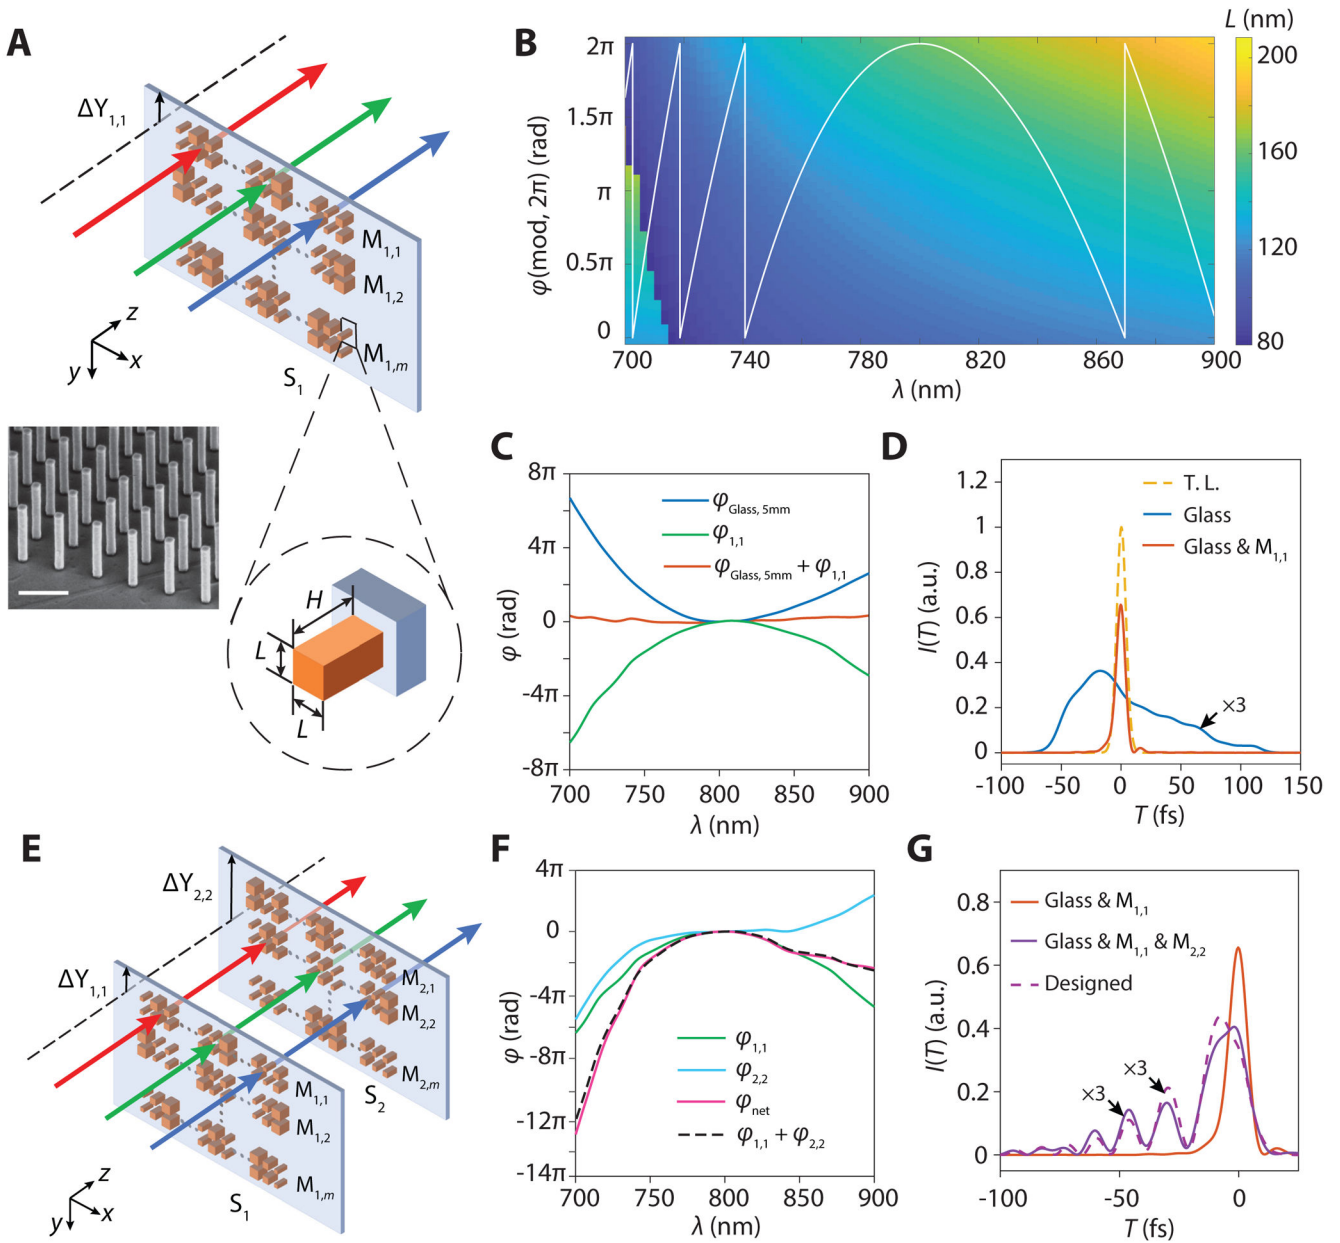 A
ΔY1,1
M1,1
M1,2
M1,m
S1
z
x
y
H
L
L
B
φ(mod, 2π) (rad)
2π
1.5π
π
0.5π
0
700
740
780
820
860
900
λ (nm)
L (nm)
200
160
120
80
C
φ (rad)
8π
4π
0
-4π
-8π
φGlass, 5mm
φ1,1
φGlass, 5mm + φ1,1
700
750
800
850
900
λ (nm)
D
I(T) (a.u.)
1.2
1
0.8
0.6
0.4
0.2
0
T. L.
Glass
Glass & M1,1
×3
-100
-50
0
50
100
150
T (fs)
E
ΔY2,2
ΔY1,1
M2,1
M2,2
M2,m
S2
M1,1
M1,2
M1,m
S1
z
x
y
F
φ (rad)
4π
0
-4π
-8π
-12π
-14π
φ1,1
φ2,2
φnet
φ1,1 + φ2,2
700
750
800
850
900
λ (nm)
G
I(T) (a.u.)
0.8
0.6
0.4
0.2
0
Glass & M1,1
Glass & M1,1 & M2,2
Designed
×3
×3
-100
-50
0
T (fs)